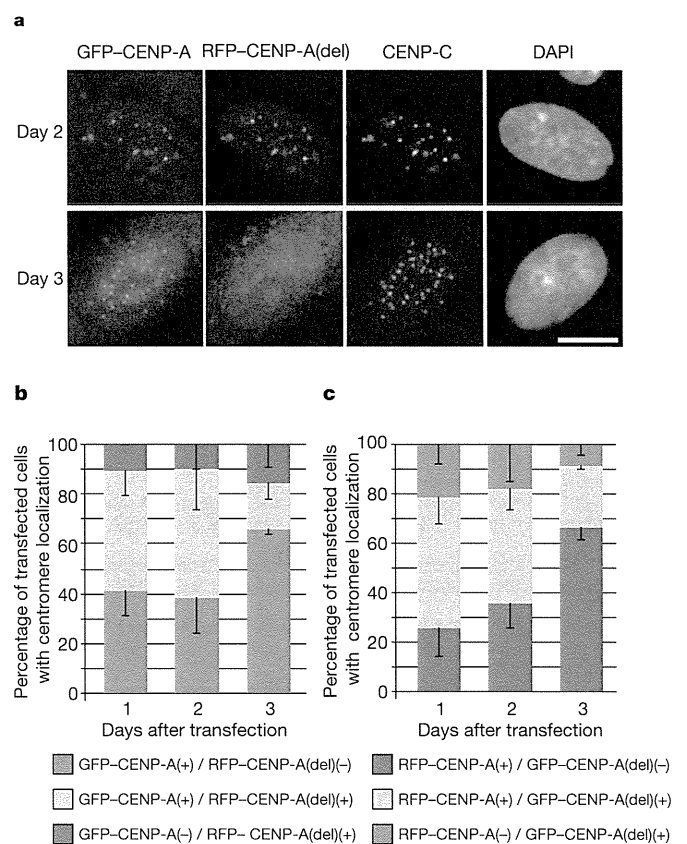 a
GFP–CENP-A RFP–CENP-A(del) CENP-C DAPI
Day 2
Day 3
b
Percentage of transfected cells
with centromere localization
100
80
60
40
20
0
1 2 3
Days after transfection
GFP–CENP-A(+) / RFP–CENP-A(del)(–)
GFP–CENP-A(+) / RFP–CENP-A(del)(+)
GFP–CENP-A(–) / RFP– CENP-A(del)(+)
c
Percentage of transfected cells
with centromere localization
100
80
60
40
20
0
1 2 3
Days after transfection
RFP–CENP-A(+) / GFP–CENP-A(del)(–)
RFP–CENP-A(+) / GFP–CENP-A(del)(+)
RFP–CENP-A(–) / GFP–CENP-A(del)(+)